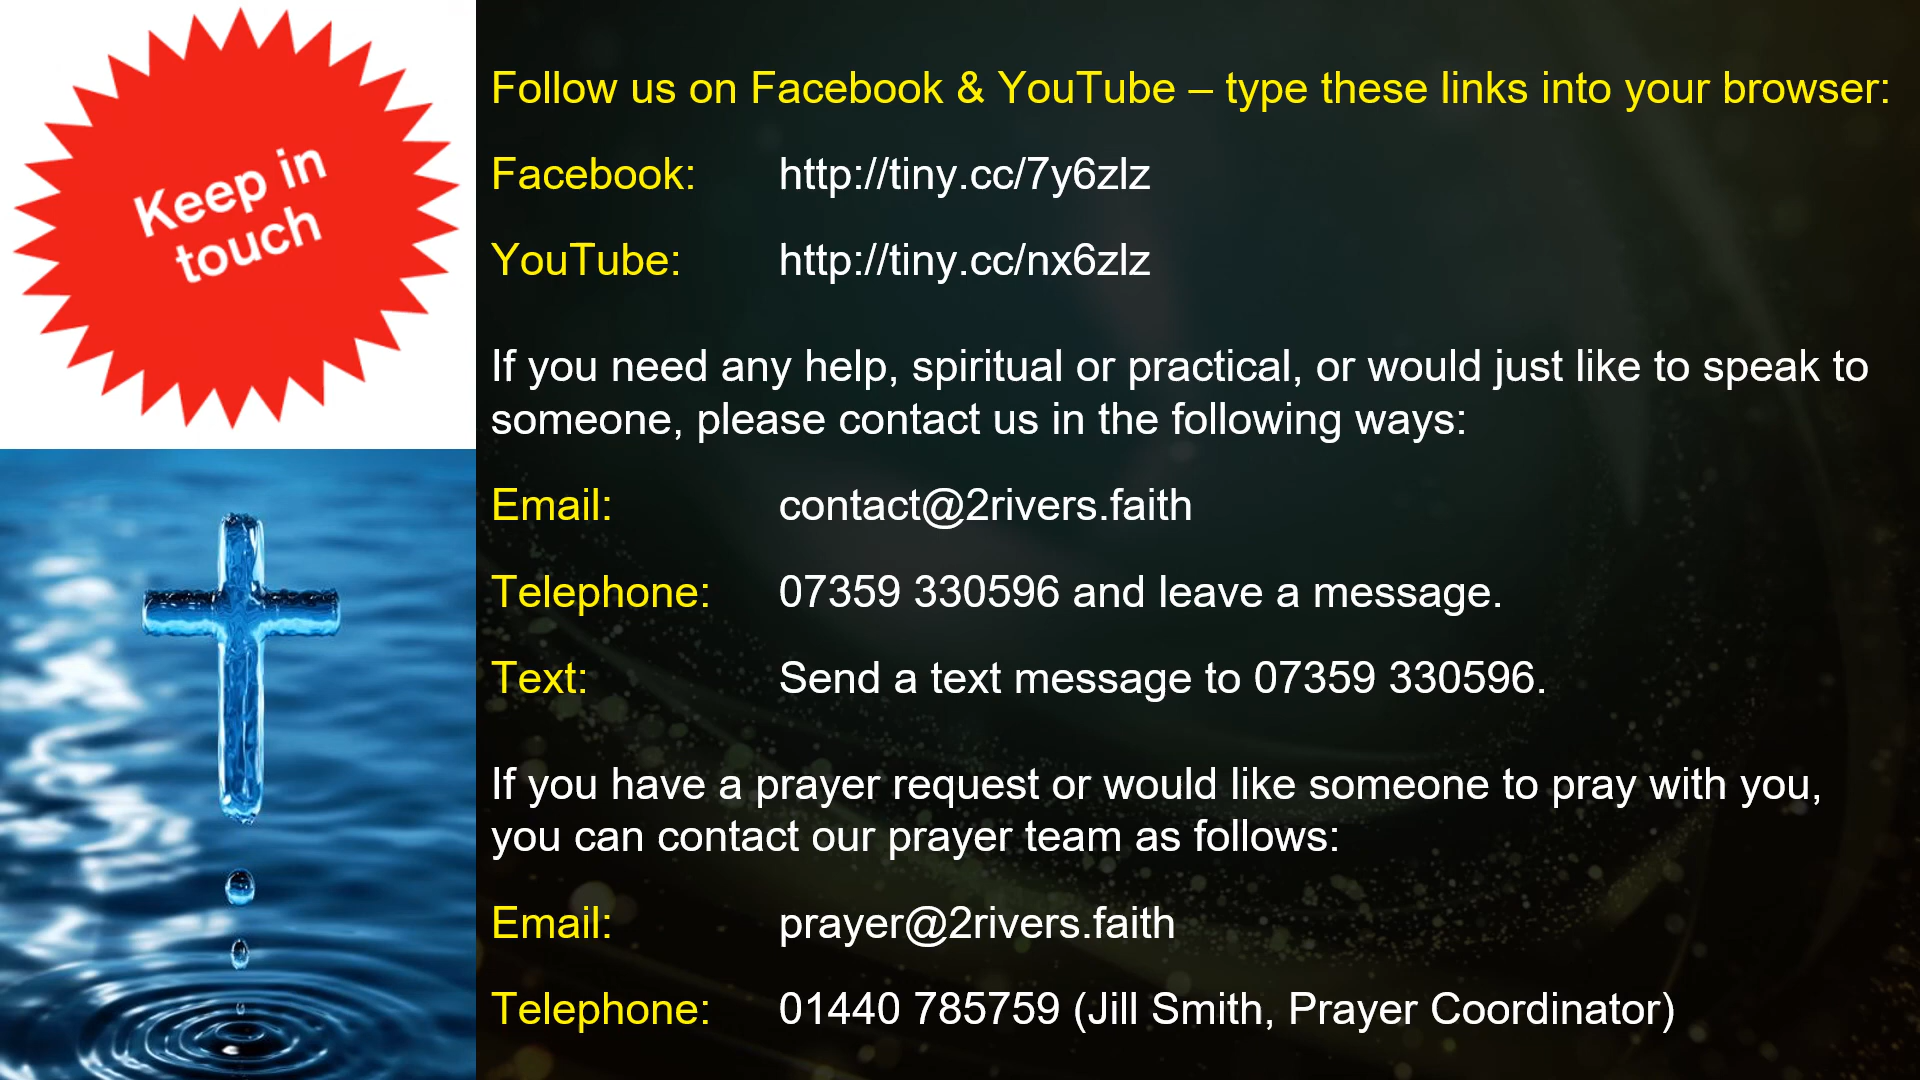 Keep in
touch
Follow us on Facebook & YouTube – type these links into your browser:
Facebook: http://tiny.cc/7y6zlz
YouTube: http://tiny.cc/nx6zlz
If you need any help, spiritual or practical, or would just like to speak to
someone, please contact us in the following ways:
Email: contact@2rivers.faith
Telephone: 07359 330596 and leave a message.
Text: Send a text message to 07359 330596.
If you have a prayer request or would like someone to pray with you,
you can contact our prayer team as follows:
Email: prayer@2rivers.faith
Telephone: 01440 785759 (Jill Smith, Prayer Coordinator)